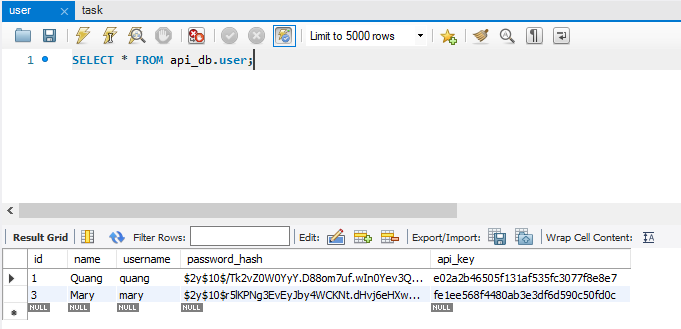 user × task
Limit to 5000 rows
1 SELECT * FROM api_db.user;
Result Grid Filter Rows: Edit: Export/Import: Wrap Cell Content:
id name username password_hash api_key
1 Quang quang $2y$10$/Tk2vZ0W0YyY.D88om7uf.wIn0Yev3Q... e02a2b46505f131af535fc3077f8e8e7
3 Mary mary $2y$10$r5lKPNg3EvEyJby4WCKNt.dHvj6eHXw... fe1ee568f4480ab3e3df6d590c50fd0c
NULL NULL NULL NULL NULL